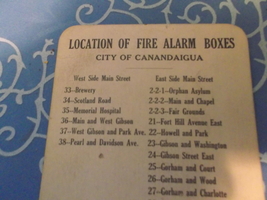 LOCATION OF FIRE ALARM BOXES
CITY OF CANANDAIGUA
West Side Main Street
33—Brewery
34—Scotland Road
35—Memorial Hospital
36—Main and West Gibson
37—West Gibson and Park Ave.
38—Pearl and Davidson Ave.
East Side Main Street
2-2-1—Orphan Asylum
2-2-2—Main and Chapel
2-2-3—Fair Grounds
21—Fort Hill Avenue East
22—Howell and Park
23—Gibson and Washington
24—Gibson Street East
25—Gorham and Court
26—Gorham and Wood
27—Gorham and Charlotte